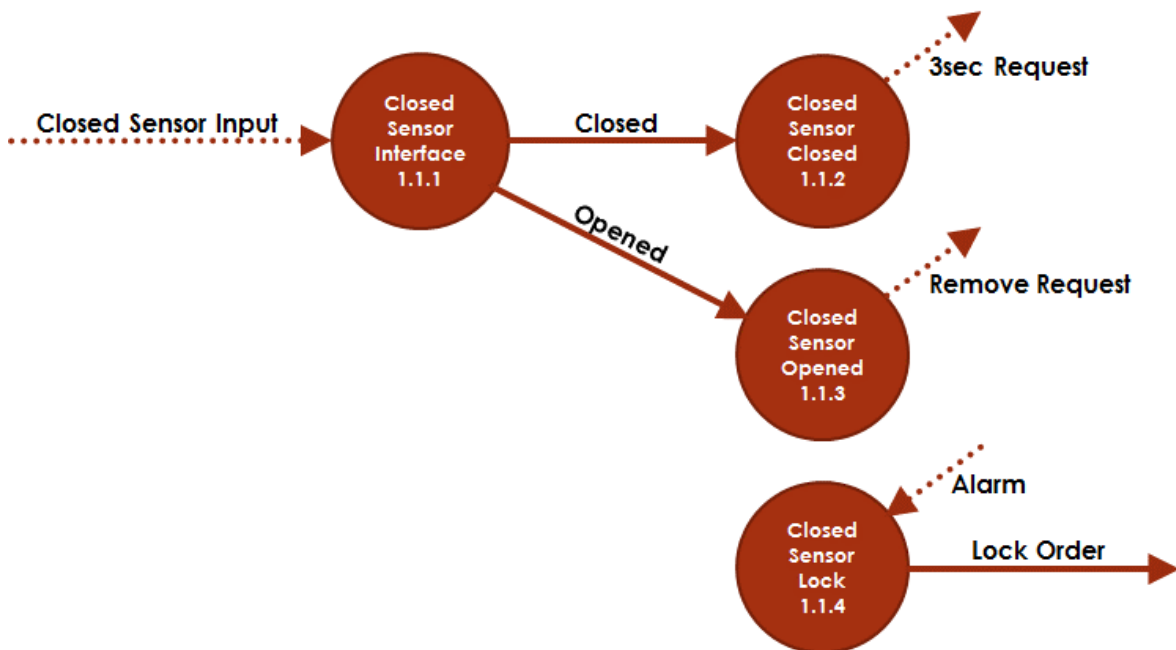 Closed Sensor Input
Closed
Sensor
Interface
1.1.1
Closed
Opened
Closed
Sensor
Closed
1.1.2
3sec Request
Closed
Sensor
Opened
1.1.3
Remove Request
Closed
Sensor
Lock
1.1.4
Alarm
Lock Order